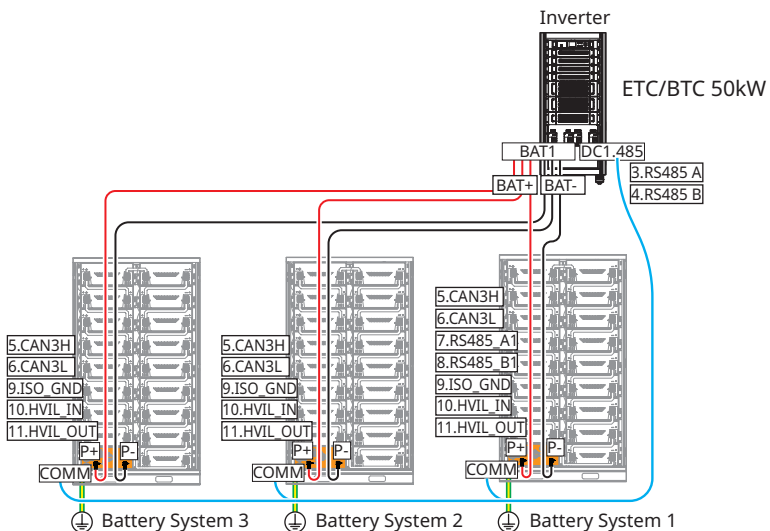 Inverter
ETC/BTC 50kW
BAT1
DC1.485
3.RS485 A
4.RS485 B
BAT+
BAT-
5.CAN3H
6.CAN3L
9.ISO_GND
10.HVIL_IN
11.HVIL_OUT
P+
P-
COMM
Battery System 3
5.CAN3H
6.CAN3L
9.ISO_GND
10.HVIL_IN
11.HVIL_OUT
P+
P-
COMM
Battery System 2
5.CAN3H
6.CAN3L
7.RS485_A1
8.RS485_B1
9.ISO_GND
10.HVIL_IN
11.HVIL_OUT
P+
P-
COMM
Battery System 1